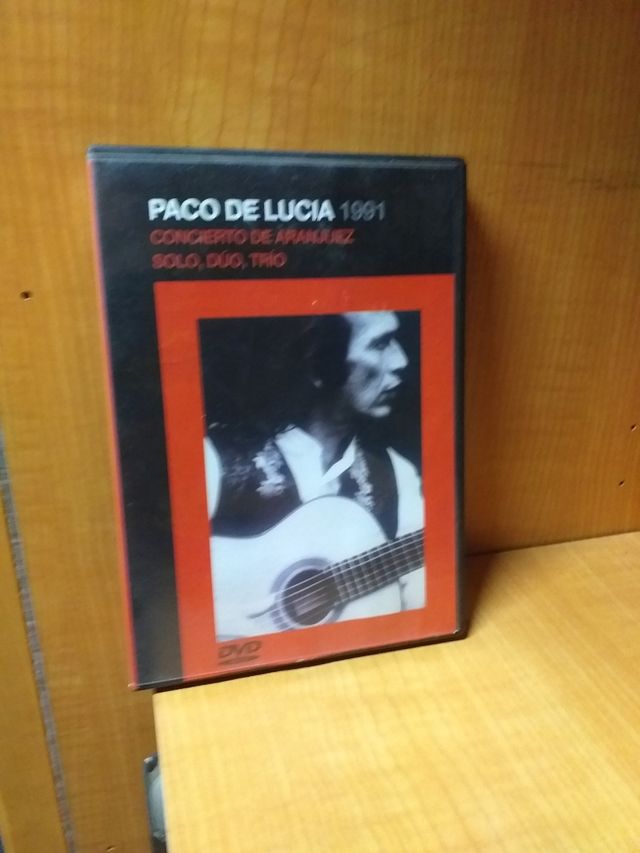 PACO DE LUCIA 1991
CONCIERTO DE ARANJUEZ
SOLO, DÚO, TRÍO
DVD